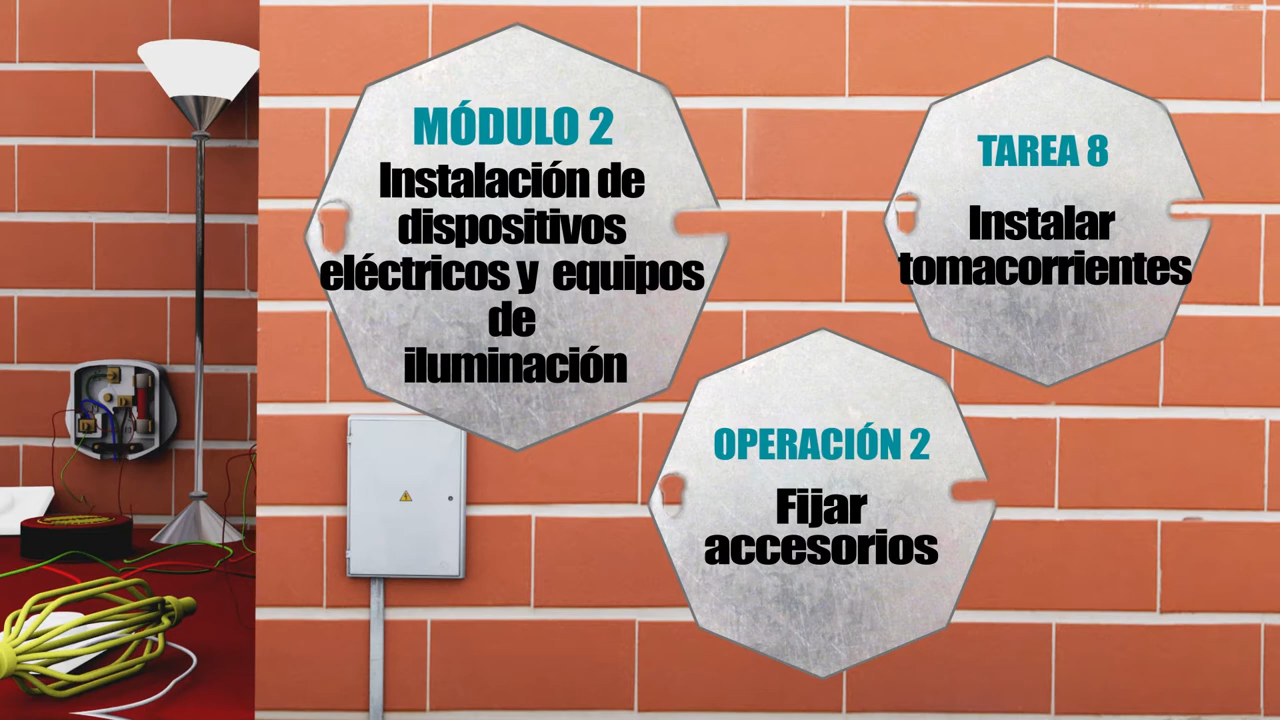 MÓDULO 2
Instalación de
dispositivos
eléctricos y equipos
de
iluminación
TAREA 8
Instalar
tomacorrientes
OPERACIÓN 2
Fijar
accesorios